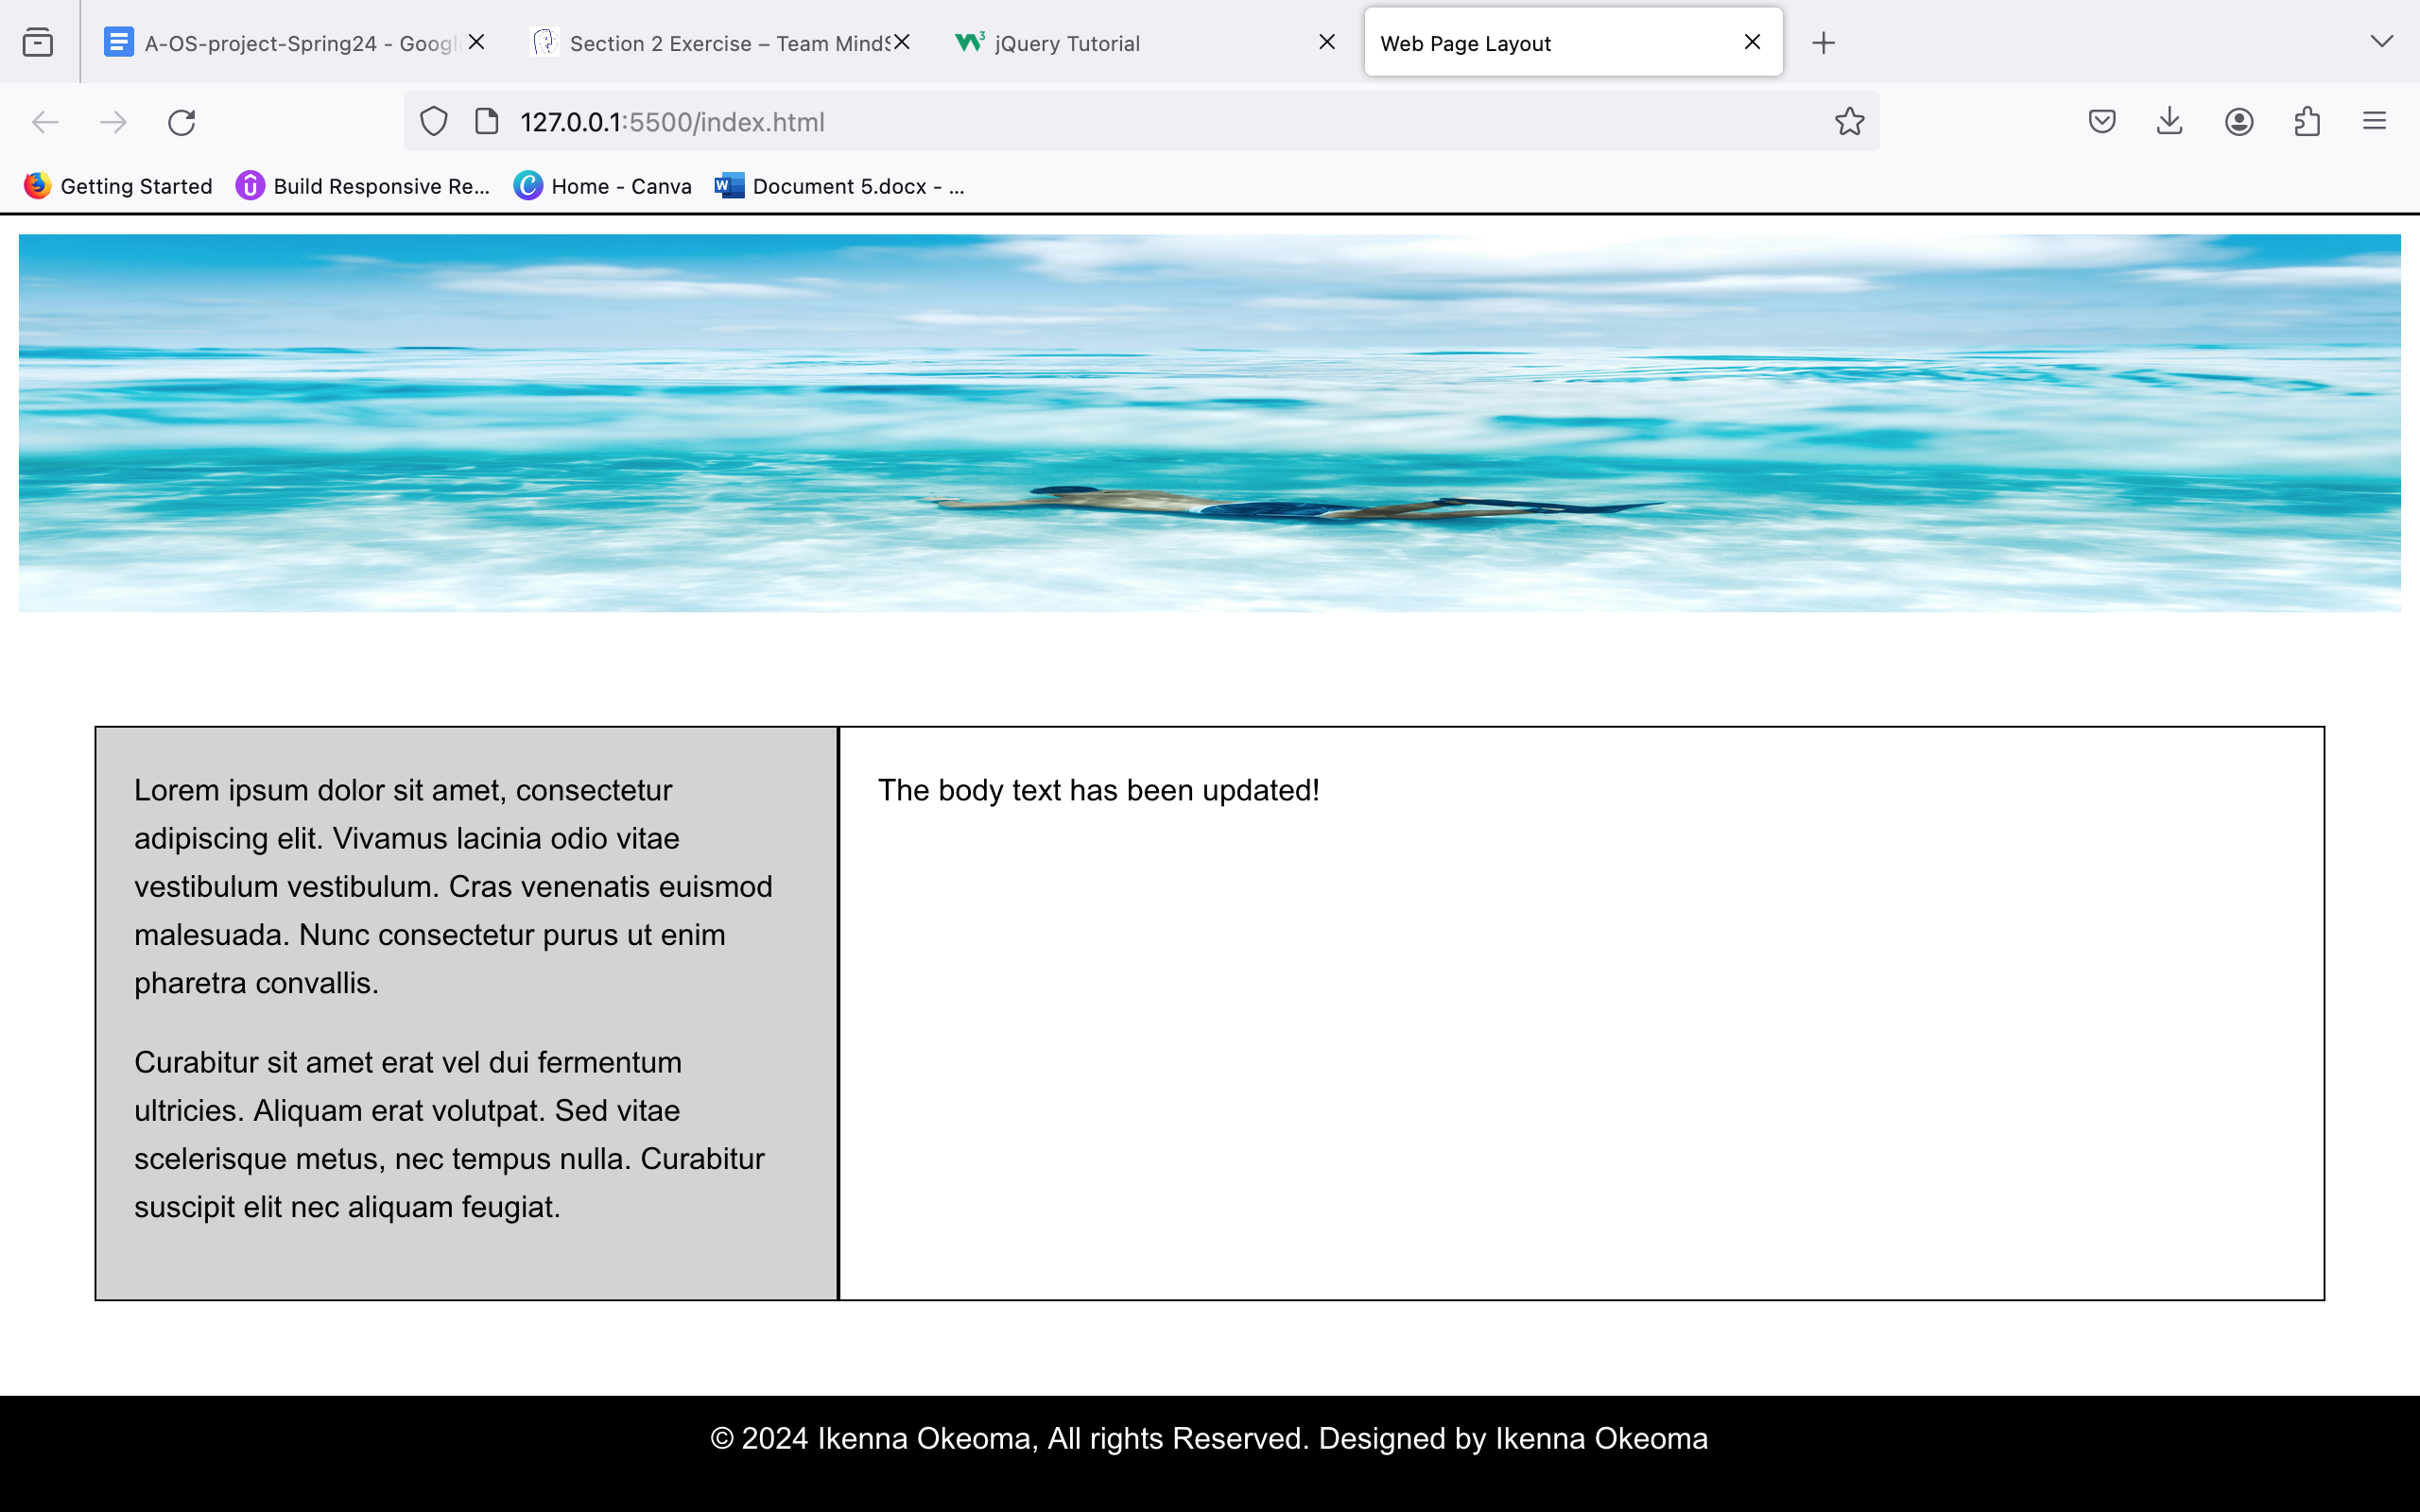 A-OS-project-Spring24 - Googl
Section 2 Exercise – Team MindS
jQuery Tutorial
Web Page Layout
127.0.0.1:5500/index.html
Getting Started
Build Responsive Re...
Home - Canva
Document 5.docx - ...
Lorem ipsum dolor sit amet, consectetur
adipiscing elit. Vivamus lacinia odio vitae
vestibulum vestibulum. Cras venenatis euismod
malesuada. Nunc consectetur purus ut enim
pharetra convallis.
Curabitur sit amet erat vel dui fermentum
ultricies. Aliquam erat volutpat. Sed vitae
scelerisque metus, nec tempus nulla. Curabitur
suscipit elit nec aliquam feugiat.
The body text has been updated!
© 2024 Ikenna Okeoma, All rights Reserved. Designed by Ikenna Okeoma